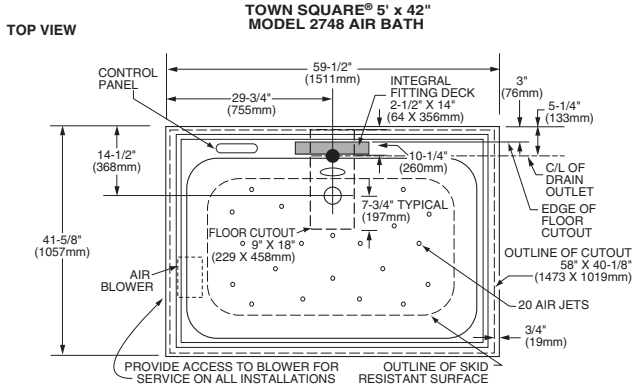 TOWN SQUARE® 5' x 42"
MODEL 2748 AIR BATH
TOP VIEW
59-1/2"
(1511mm)
CONTROL
PANEL
29-3/4"
(755mm)
INTEGRAL
FITTING DECK
2-1/2" X 14"
(64 X 356mm)
3"
(76mm)
5-1/4"
(133mm)
14-1/2"
(368mm)
10-1/4"
(260mm)
C/L OF
DRAIN
OUTLET
7-3/4" TYPICAL
(197mm)
EDGE OF
FLOOR
CUTOUT
FLOOR CUTOUT
9" X 18"
(229 X 458mm)
41-5/8"
(1057mm)
OUTLINE OF CUTOUT
58" X 40-1/8"
(1473 X 1019mm)
AIR
BLOWER
20 AIR JETS
3/4"
(19mm)
PROVIDE ACCESS TO BLOWER FOR
SERVICE ON ALL INSTALLATIONS
OUTLINE OF SKID
RESISTANT SURFACE